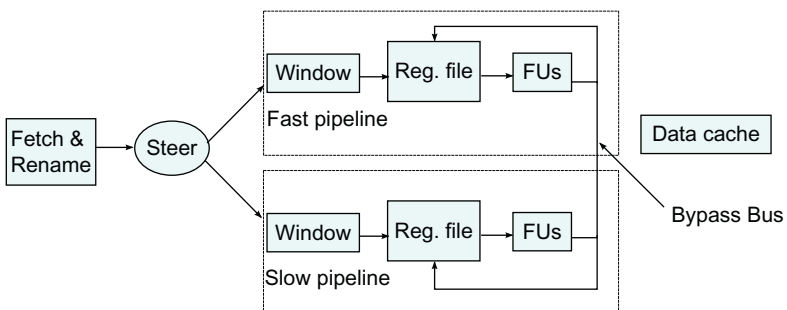 Fetch &
Rename
Steer
Window
Reg. file
FUs
Fast pipeline
Data cache
Bypass Bus
Window
Reg. file
FUs
Slow pipeline